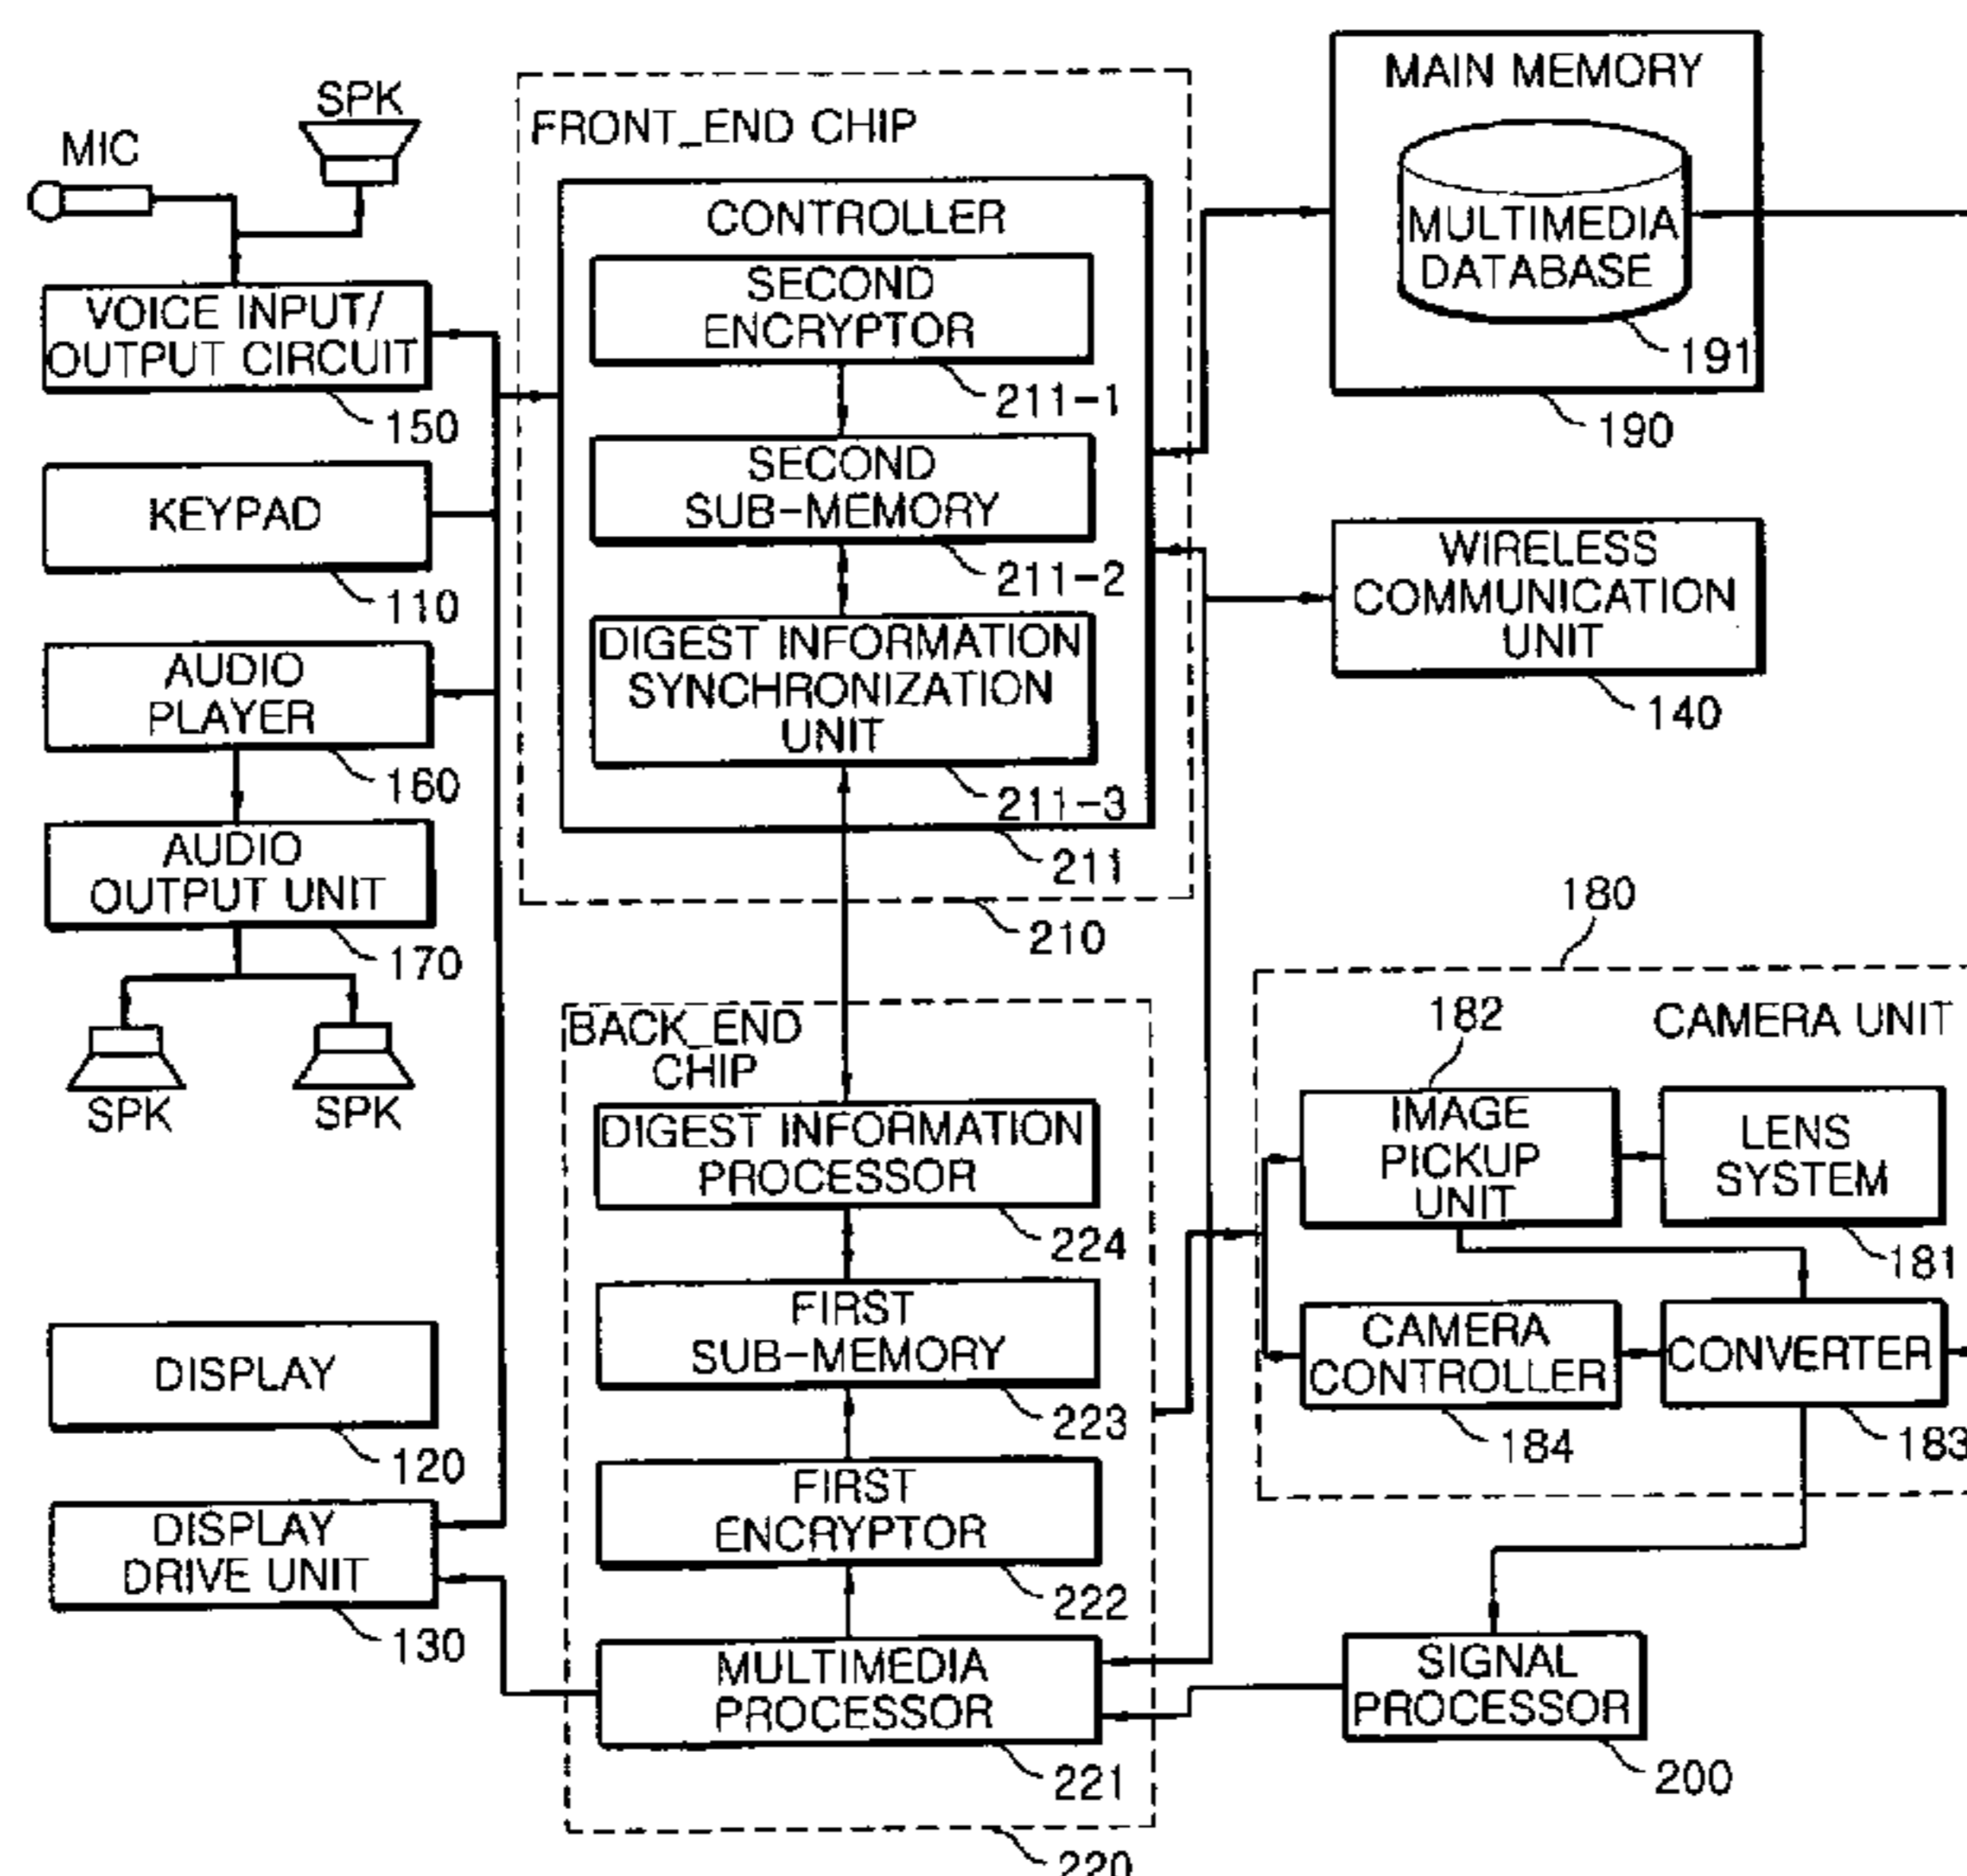 SPK
MIC
VOICE INPUT/
OUTPUT CIRCUIT
150
KEYPAD
110
AUDIO
PLAYER
160
AUDIO
OUTPUT UNIT
170
SPK
SPK
DISPLAY
120
DISPLAY
DRIVE UNIT
130
FRONT_END CHIP
CONTROLLER
SECOND
ENCRYPTOR
211-1
SECOND
SUB-MEMORY
211-2
DIGEST INFORMATION
SYNCHRONIZATION
UNIT
211-3
211
210
BACK_END
CHIP
DIGEST INFORMATION
PROCESSOR
224
FIRST
SUB-MEMORY
223
FIRST
ENCRYPTOR
222
MULTIMEDIA
PROCESSOR
221
220
MAIN MEMORY
MULTIMEDIA
DATABASE
191
190
WIRELESS
COMMUNICATION
UNIT
140
180
CAMERA UNIT
182
IMAGE
PICKUP
UNIT
LENS
SYSTEM
181
CAMERA
CONTROLLER
184
CONVERTER
183
SIGNAL
PROCESSOR
200